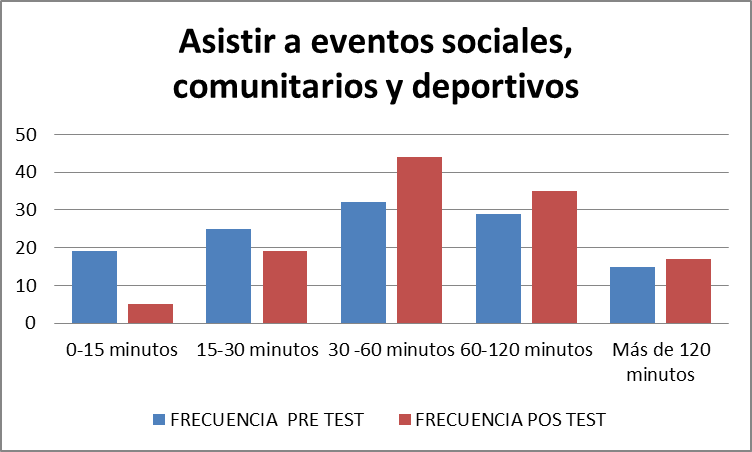 Asistir a eventos sociales,
comunitarios y deportivos
50
40
30
20
10
0
0-15 minutos
15-30 minutos
30 -60 minutos
60-120 minutos
Más de 120
minutos
FRECUENCIA  PRE TEST
FRECUENCIA POS TEST